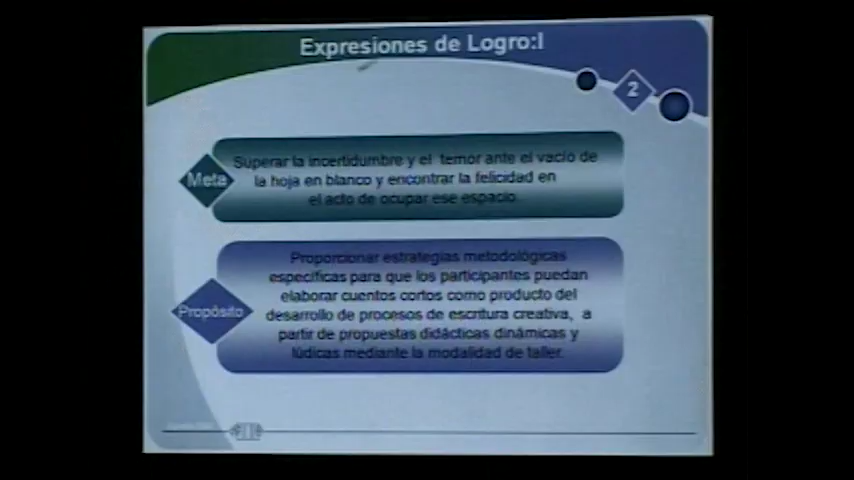 Expresiones de Logro:I
2
Meta
Superar la incertidumbre y el temor ante el vacío de
la hoja en blanco y encontrar la felicidad en
el acto de ocupar ese espacio.
Propósito
Proporcionar estrategias metodológicas
específicas para que los participantes puedan
elaborar cuentos cortos como producto del
desarrollo de procesos de escritura creativa, a
partir de propuestas didácticas dinámicas y
lúdicas mediante la modalidad de taller.